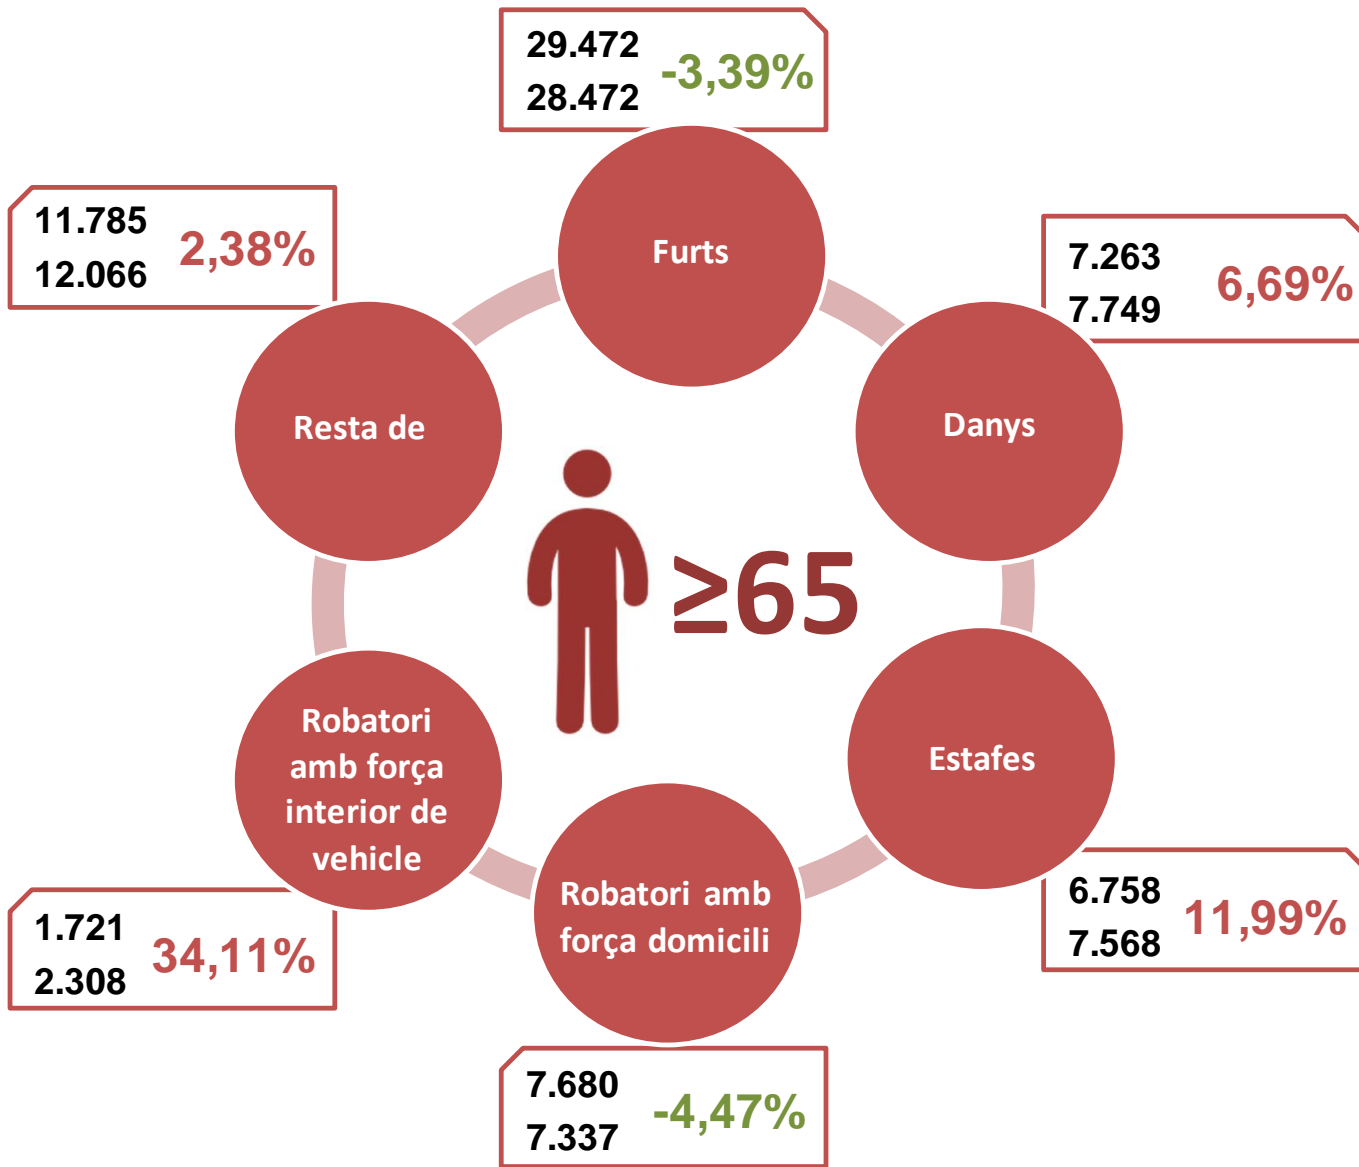 29.472
28.472
-3,39%
Furts
11.785
12.066
2,38%
Resta de
7.263
7.749
6,69%
Danys
≥65
Robatori
amb força
interior de
vehicle
1.721
2.308
34,11%
Estafes
6.758
7.568
11,99%
Robatori amb
força domicili
7.680
7.337
-4,47%